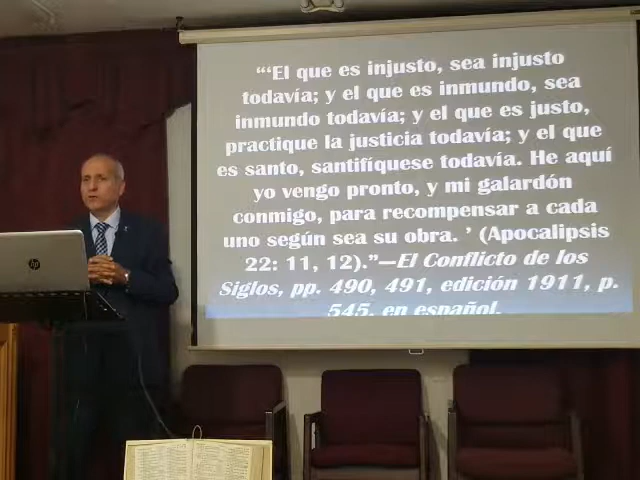 “‘El que es injusto, sea injusto
todavía; y el que es inmundo, sea
inmundo todavía; y el que es justo,
practique la justicia todavía; y el que
es santo, santifíquese todavía. He aquí
yo vengo pronto, y mi galardón
conmigo, para recompensar a cada
uno según sea su obra. ’ (Apocalipsis
22: 11, 12).”—El Conflicto de los
Siglos, pp. 490, 491, edición 1911, p.
545, en español.
hp